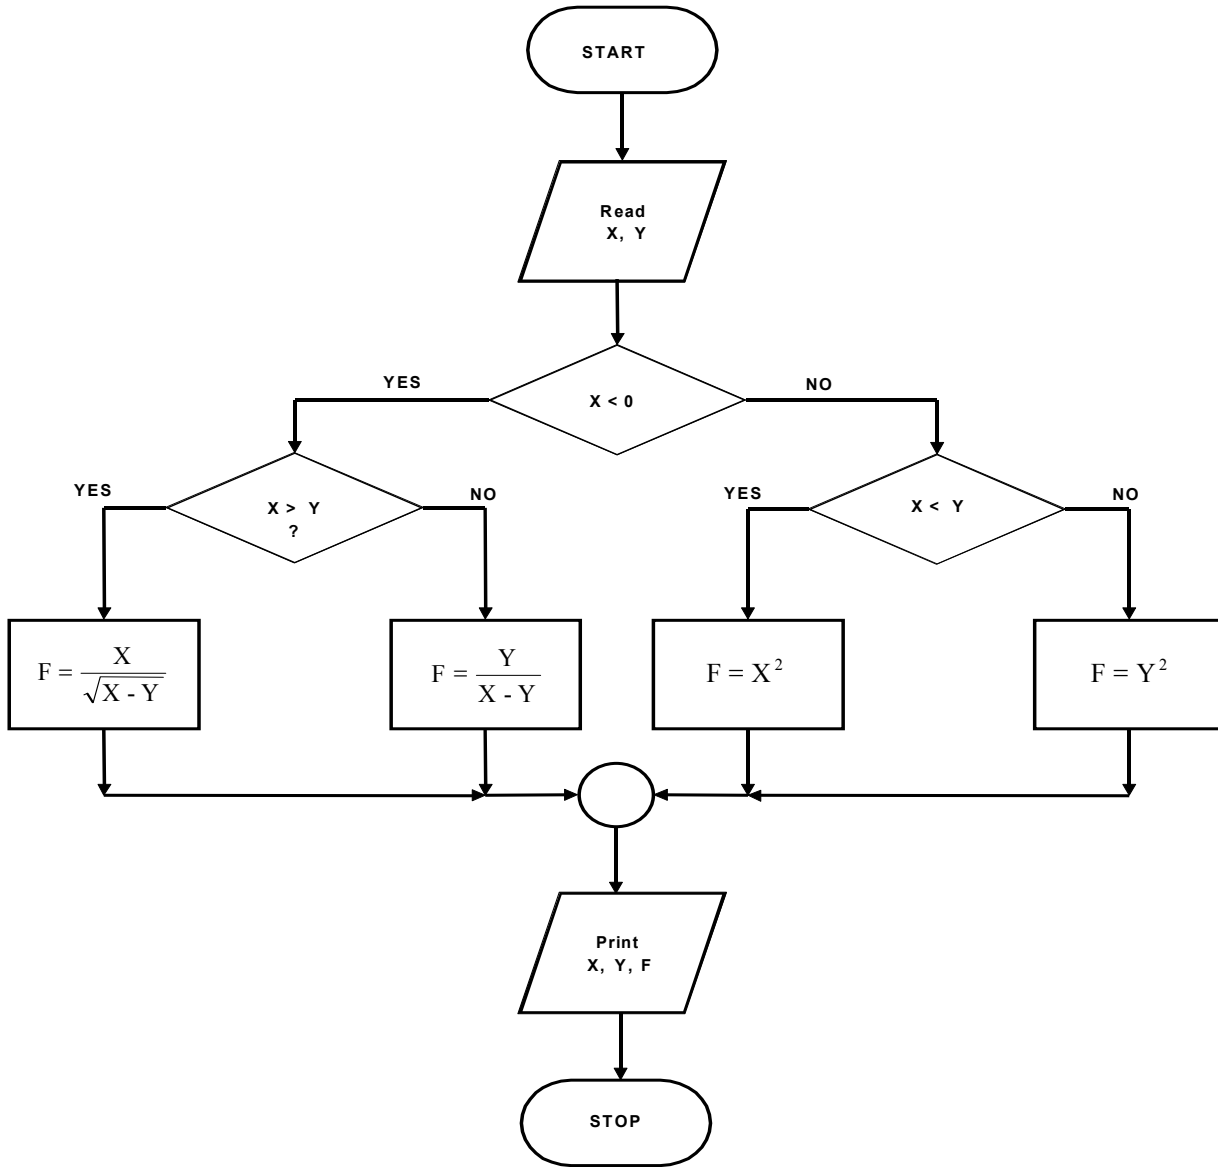 START
Read
X, Y
YES
X < 0
NO
YES
X > Y
?
NO
YES
X < Y
NO
F = X / √(X - Y)
F = Y / (X - Y)
F = X²
F = Y²
Print
X, Y, F
STOP